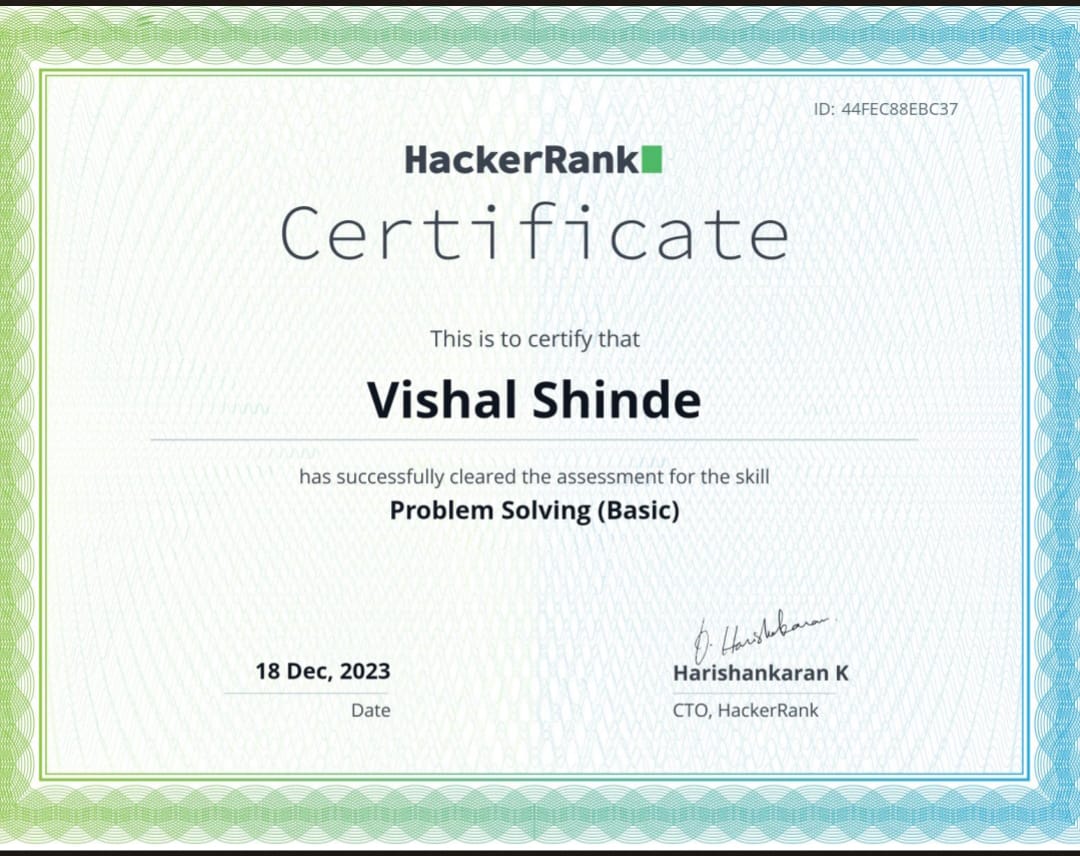 ID: 44FEC88EBC37
HackerRank
Certificate
This is to certify that
Vishal Shinde
has successfully cleared the assessment for the skill
Problem Solving (Basic)
18 Dec, 2023
Date
Harishankaran K
CTO, HackerRank